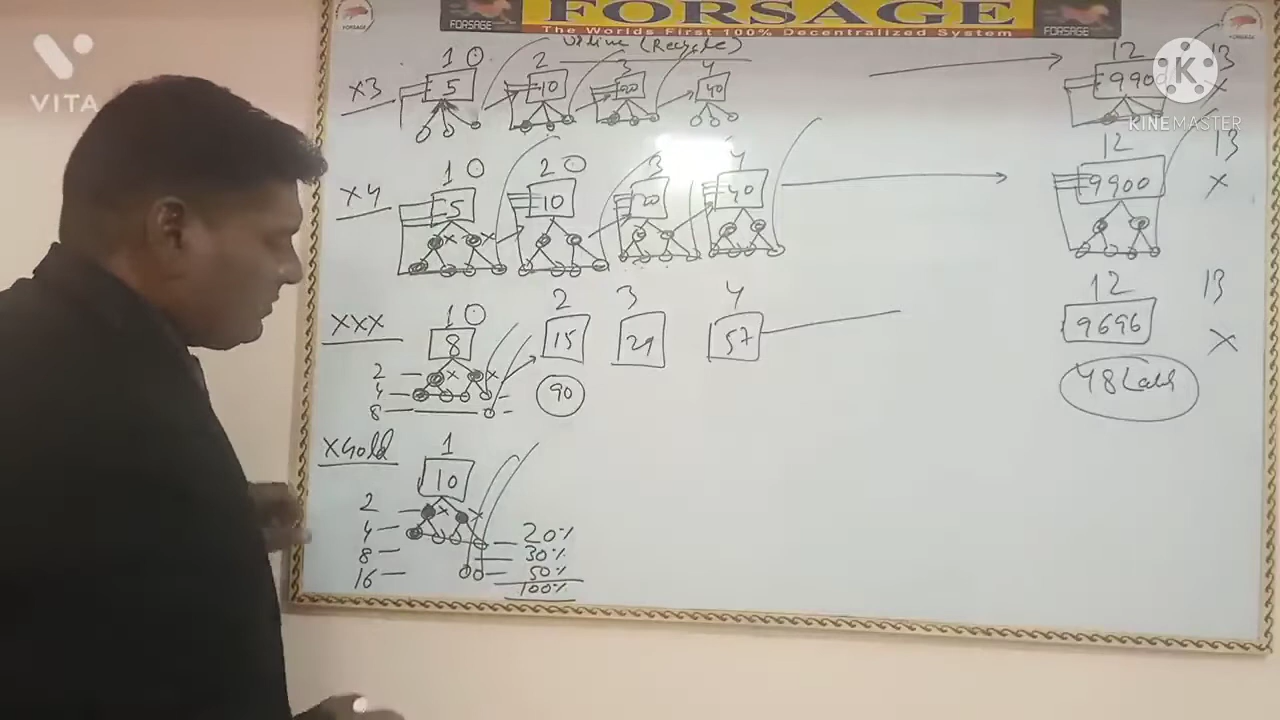 FORSAGE
FORSAGE
FORSAGE
The Worlds First 100% Decentralized System
VITA
K
KINEMASTER
(Recycle)
1 2 3 4 12 13
X3 5 10 20 40 9900 X
1 2 3 4 12 13
X4 5 10 20 40 9900 X
1 2 3 4 12 13
XXX 8 15 29 57 9696 X
2
4 90
8
48 Lakh
XGold 1
10
2
4 20%
8 30%
16 50%
100%